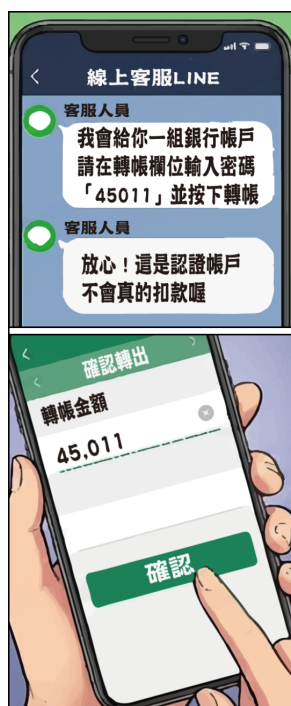 線上客服LINE
客服人員
我會給你一組銀行帳戶
請在轉帳欄位輸入密碼
「45011」並按下轉帳
客服人員
放心！這是認證帳戶
不會真的扣款喔
確認轉出
轉帳金額
45,011
確認